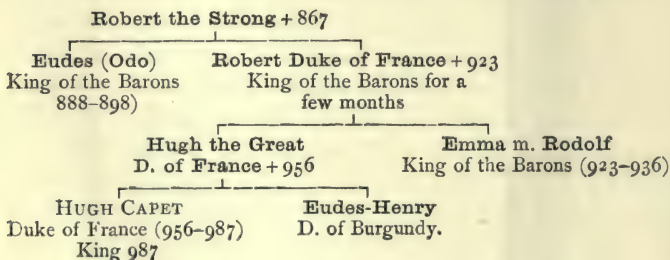 Robert the Strong + 867
Eudes (Odo) Robert Duke of France + 923
King of the Barons King of the Barons for a
888–898) few months
Hugh the Great Emma m. Rodolf
D. of France + 956 King of the Barons (923–936)
HUGH CAPET Eudes-Henry
Duke of France (956–987) D. of Burgundy.
King 987